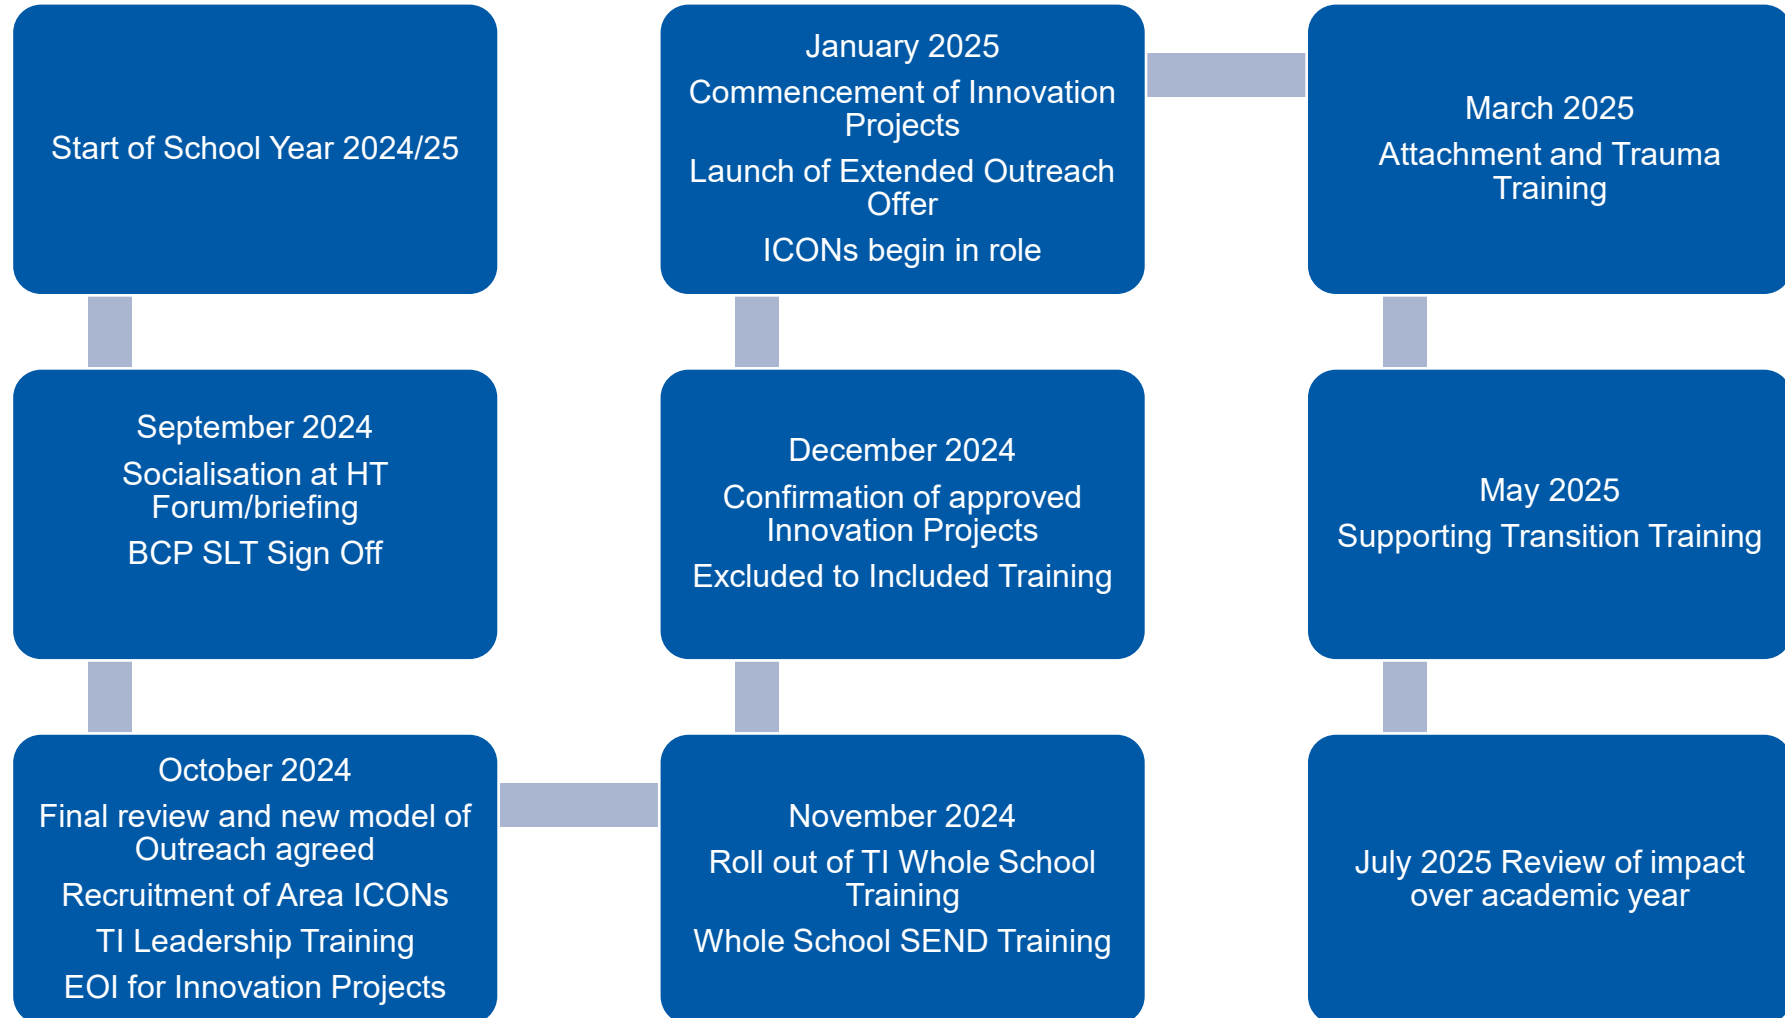 Start of School Year 2024/25
September 2024
Socialisation at HT
Forum/briefing
BCP SLT Sign Off
October 2024
Final review and new model of
Outreach agreed
Recruitment of Area ICONs
TI Leadership Training
EOI for Innovation Projects
November 2024
Roll out of TI Whole School
Training
Whole School SEND Training
December 2024
Confirmation of approved
Innovation Projects
Excluded to Included Training
January 2025
Commencement of Innovation
Projects
Launch of Extended Outreach
Offer
ICONs begin in role
March 2025
Attachment and Trauma
Training
May 2025
Supporting Transition Training
July 2025 Review of impact
over academic year